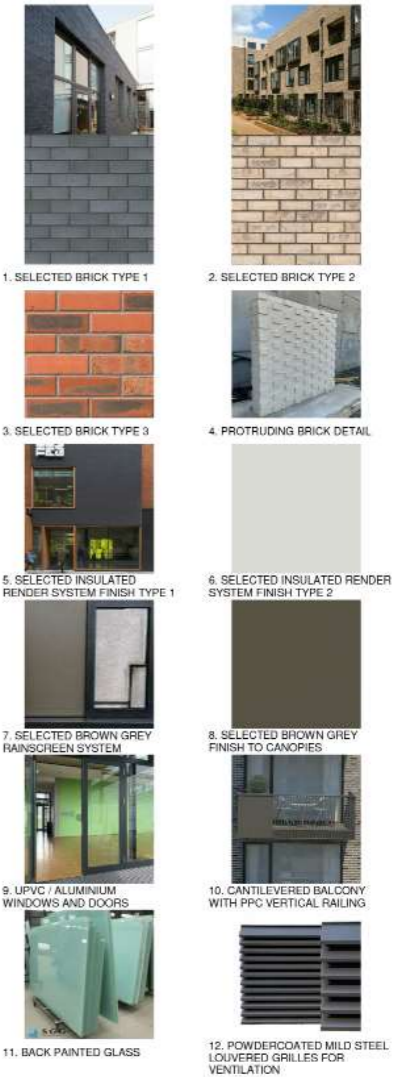 1. SELECTED BRICK TYPE 1
2. SELECTED BRICK TYPE 2
3. SELECTED BRICK TYPE 3
4. PROTRUDING BRICK DETAIL
5. SELECTED INSULATED
RENDER SYSTEM FINISH TYPE 1
6. SELECTED INSULATED RENDER
SYSTEM FINISH TYPE 2
7. SELECTED BROWN GREY
RAINSCREEN SYSTEM
8. SELECTED BROWN GREY
FINISH TO CANOPIES
9. UPVC / ALUMINIUM
WINDOWS AND DOORS
10. CANTILEVERED BALCONY
WITH PPC VERTICAL RAILING
11. BACK PAINTED GLASS
12. POWDERCOATED MILD STEEL
LOUVERED GRILLES FOR
VENTILATION